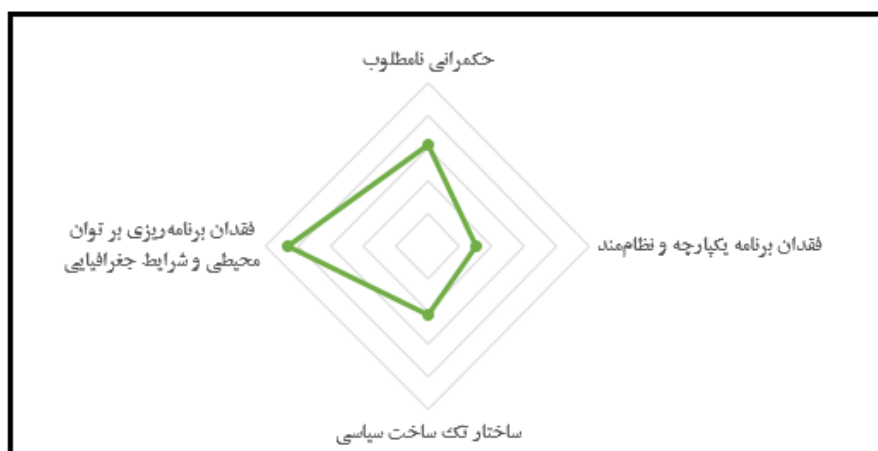 حکمرانی نامطلوب
فقدان برنامه یکپارچه و نظام‌مند
فقدان برنامه‌ریزی بر توان
محیطی و شرایط جغرافیایی
ساختار تک ساخت سیاسی